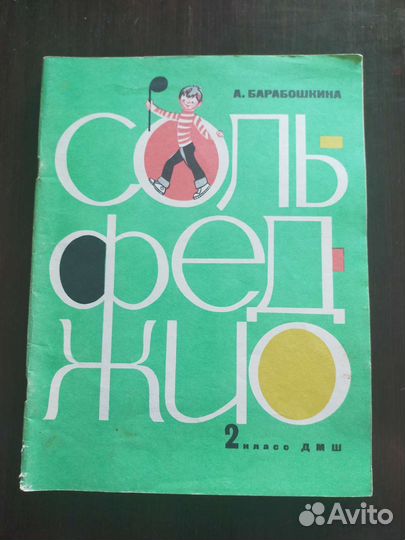 А. БАРАБОШКИНА
СОЛЬ-
ФЕД-
ЖИО
2 класс ДМШ
Avito